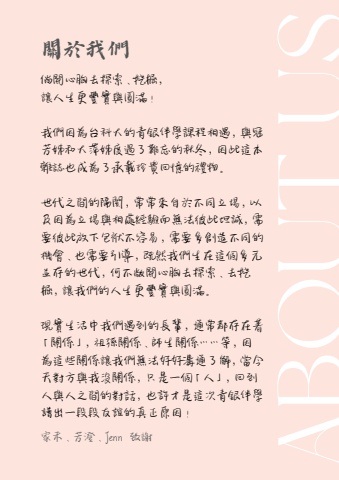 關於我們
敞開心胸去探索、挖掘，
讓人生更豐實與圓滿！
我們因為台科大的青銀伴學課程相遇，與冠
芳姊和大萍姊度過了難忘的秋冬，因此這本
雜誌也成為了承載珍貴回憶的禮物。
世代之間的隔閡，常常來自於不同立場，以
及因為立場與相處經驗而無法彼此坦誠，需
要彼此放下包袱不容易，需要多創造不同的
機會、也需要引導，既然我們生在這個多元
並存的世代，何不敞開心胸去探索、去挖
掘，讓我們的人生更豐實與圓滿。
現實生活中我們遇到的長輩，通常都存在著
「關係」，祖孫關係、師生關係……等，因
為這些關係讓我們無法好好溝通了解，當今
天對方與我沒關係，只是一個「人」，回到
人與人之間的對話，也許才是這次青銀伴學
譜出一段段友誼的真正原因！
家禾、芳澄、Jenn 致謝
ABOUT US